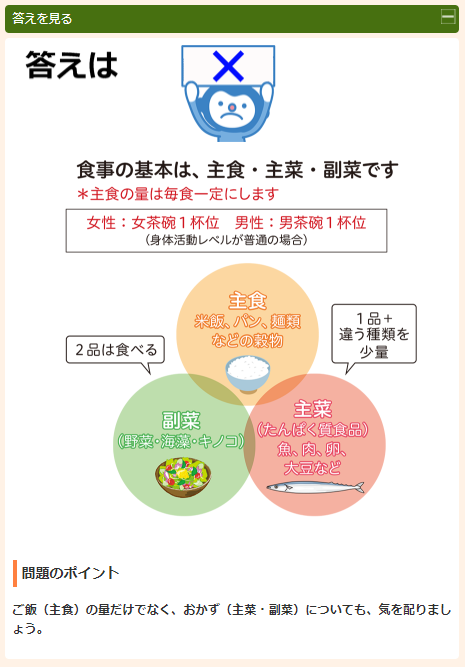 答えを見る
答えは
食事の基本は、主食・主菜・副菜です
＊主食の量は毎食一定にします
女性：女茶碗１杯位　男性：男茶碗１杯位
（身体活動レベルが普通の場合）
主食
米飯、パン、麺類
などの穀物
２品は食べる
１品＋
違う種類を
少量
副菜
（野菜・海藻・キノコ）
主菜
（たんぱく質食品）
魚、肉、卵、
大豆など
問題のポイント
ご飯（主食）の量だけでなく、おかず（主菜・副菜）についても、気を配りまし
ょう。